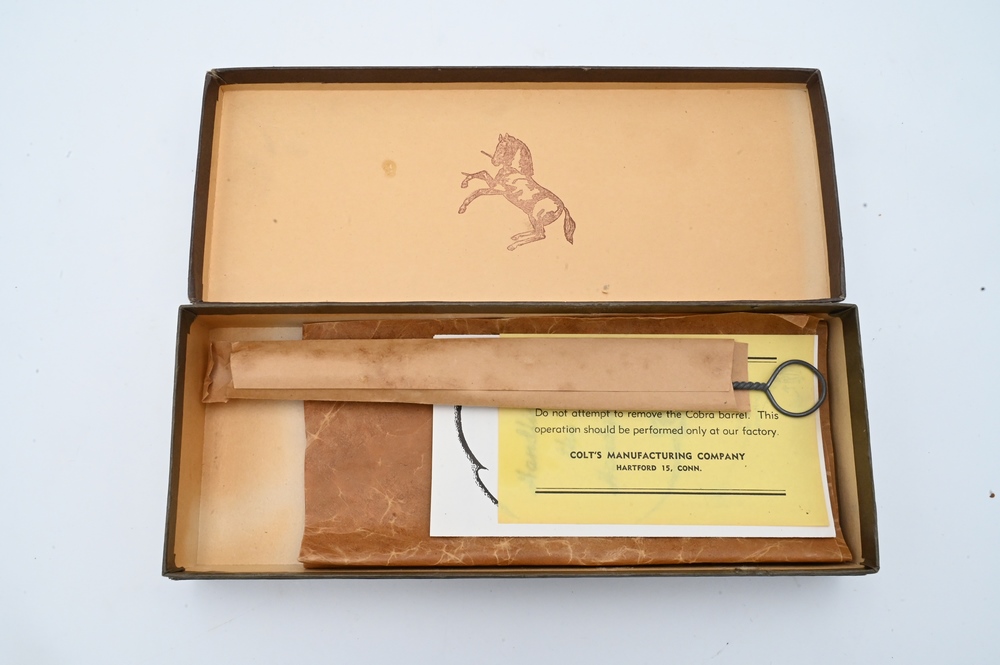 Do not attempt to remove the Cobra barrel. This
operation should be performed only at our factory.
COLT'S MANUFACTURING COMPANY
HARTFORD 15, CONN.